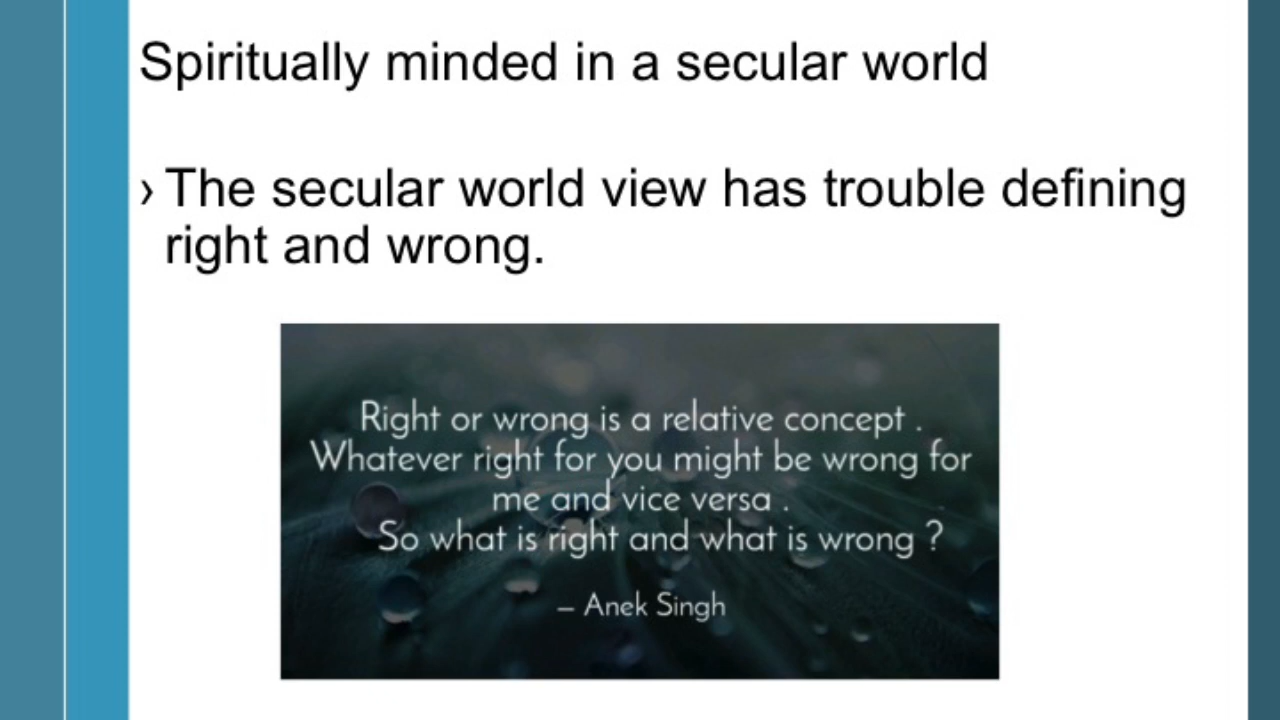 Spiritually minded in a secular world
› The secular world view has trouble defining
right and wrong.
Right or wrong is a relative concept .
Whatever right for you might be wrong for
me and vice versa .
So what is right and what is wrong ?
– Anek Singh